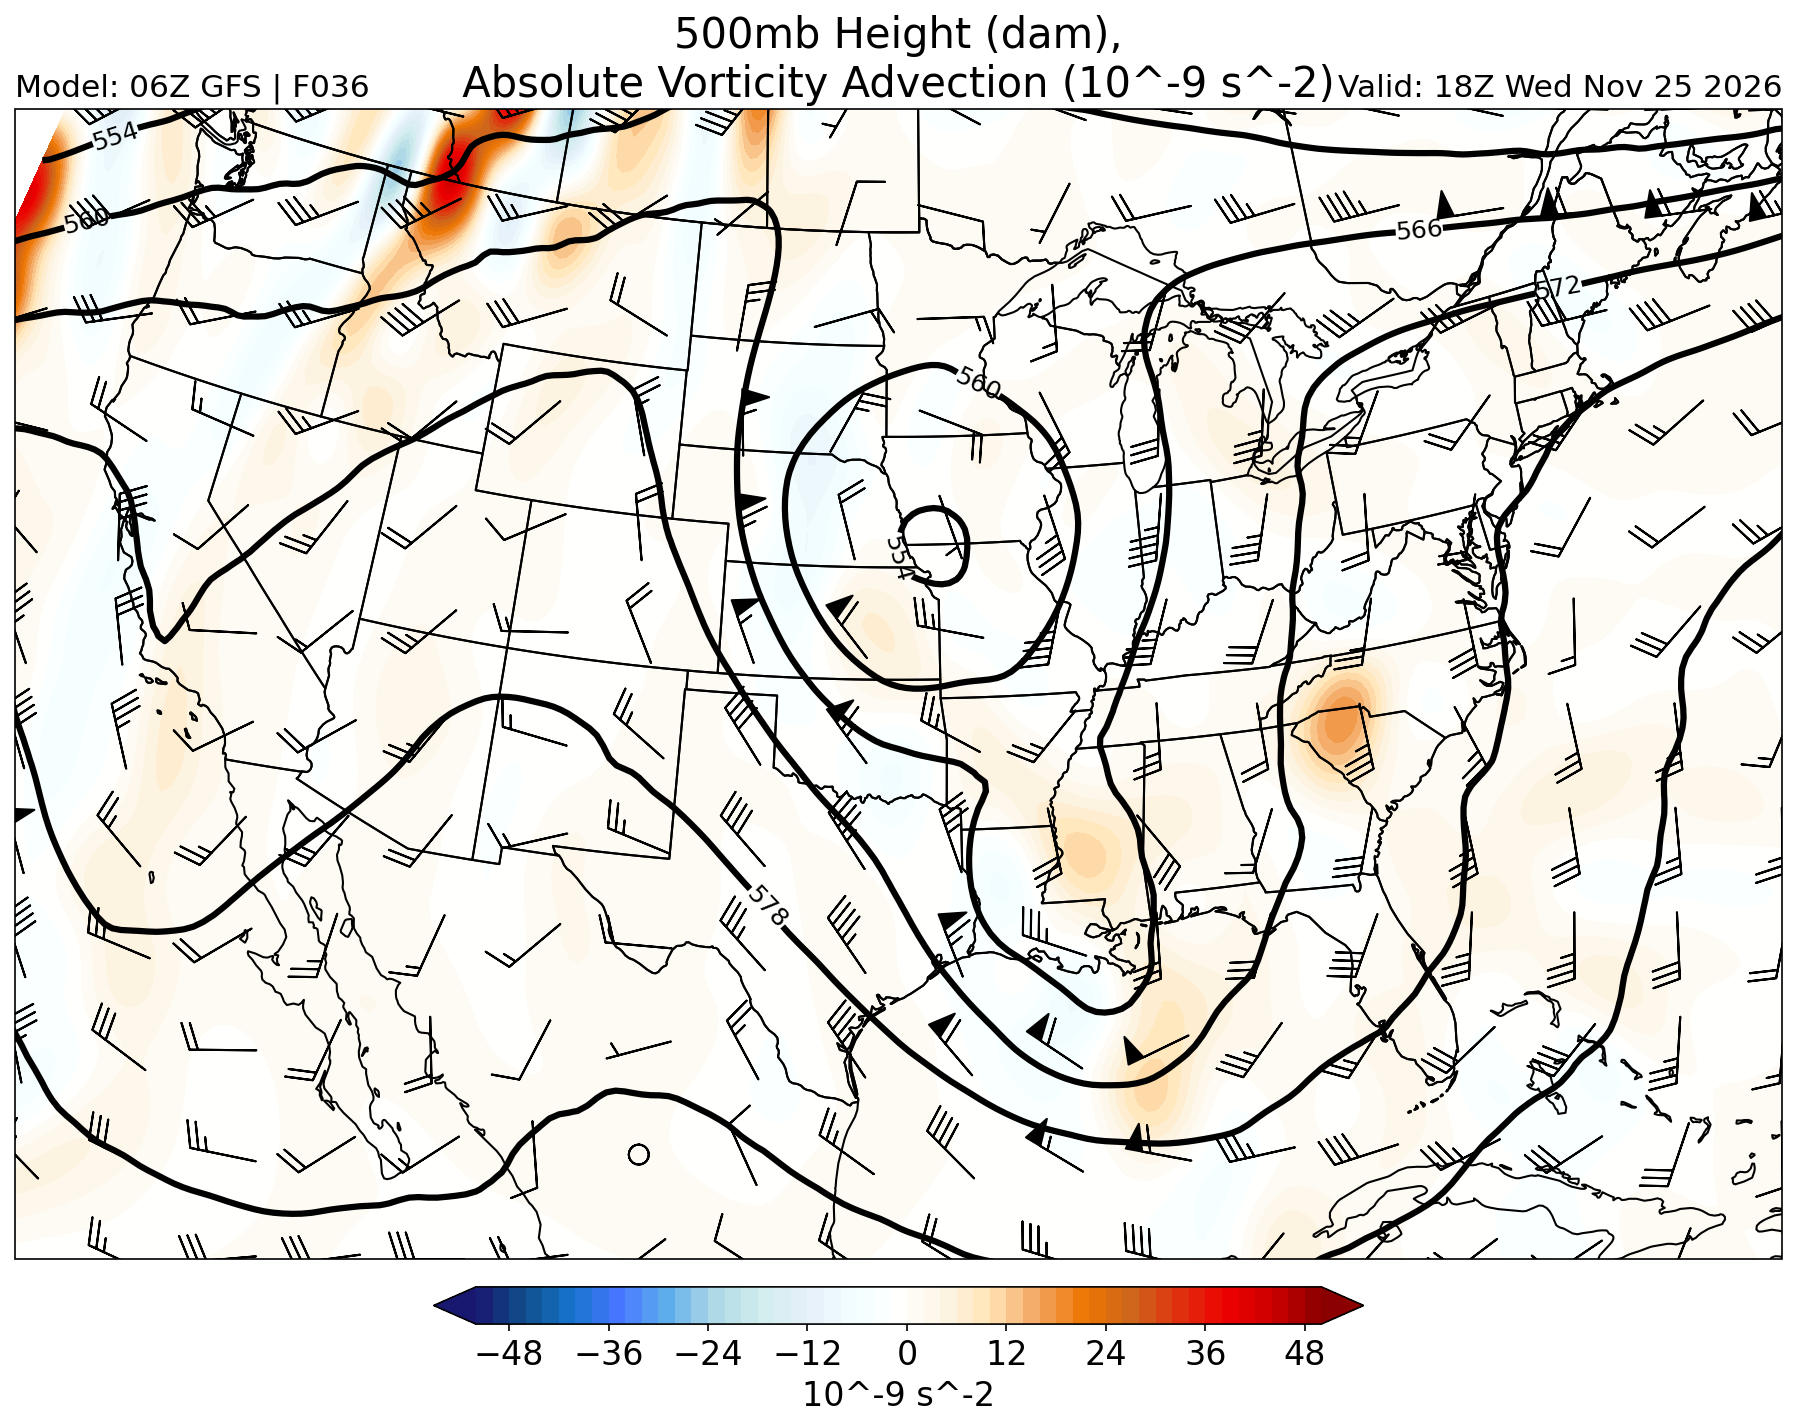 500mb Height (dam),
Model: 06Z GFS | F036
Absolute Vorticity Advection (10^-9 s^-2)
Valid: 18Z Wed Nov 25 2026
554
560
566
572
560
554
578
−48 −36 −24 −12 0 12 24 36 48
10^-9 s^-2